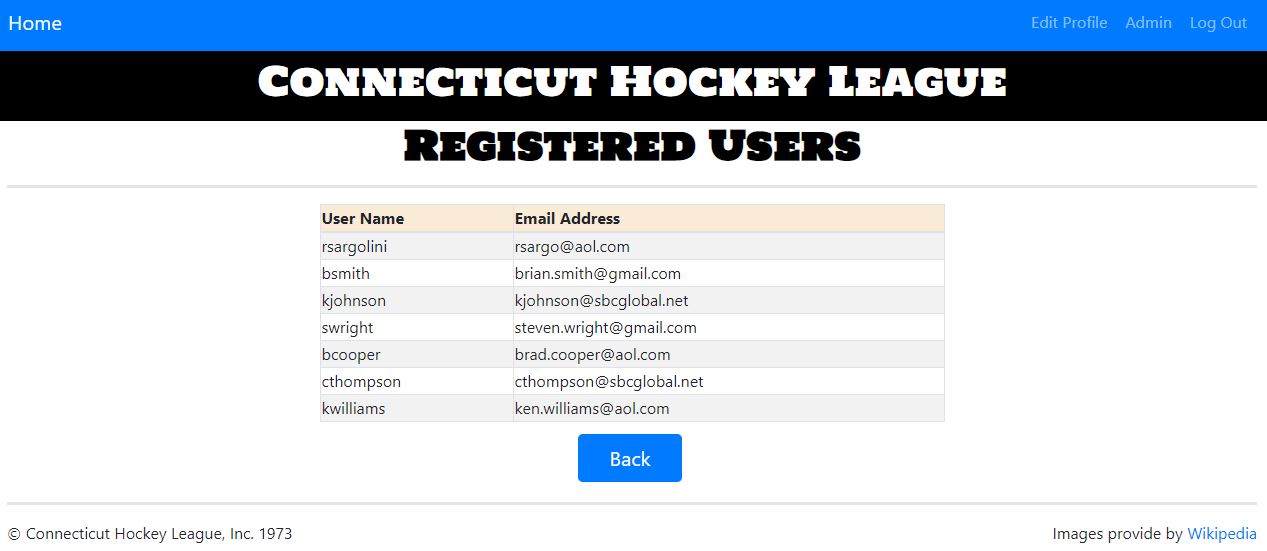 Home Edit Profile Admin Log Out
Connecticut Hockey League
Registered Users
User Name Email Address
rsargolini rsargo@aol.com
bsmith brian.smith@gmail.com
kjohnson kjohnson@sbcglobal.net
swright steven.wright@gmail.com
bcooper brad.cooper@aol.com
cthompson cthompson@sbcglobal.net
kwilliams ken.williams@aol.com
Back
© Connecticut Hockey League, Inc. 1973 Images provide by Wikipedia